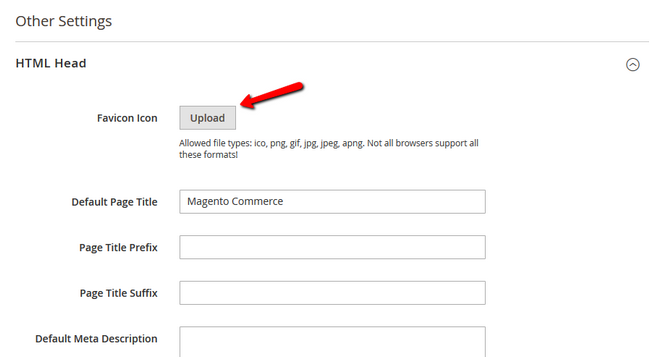 Other Settings
HTML Head
Favicon Icon
Upload
Allowed file types: ico, png, gif, jpg, jpeg, apng. Not all browsers support all
these formats!
Default Page Title
Magento Commerce
Page Title Prefix
Page Title Suffix
Default Meta Description